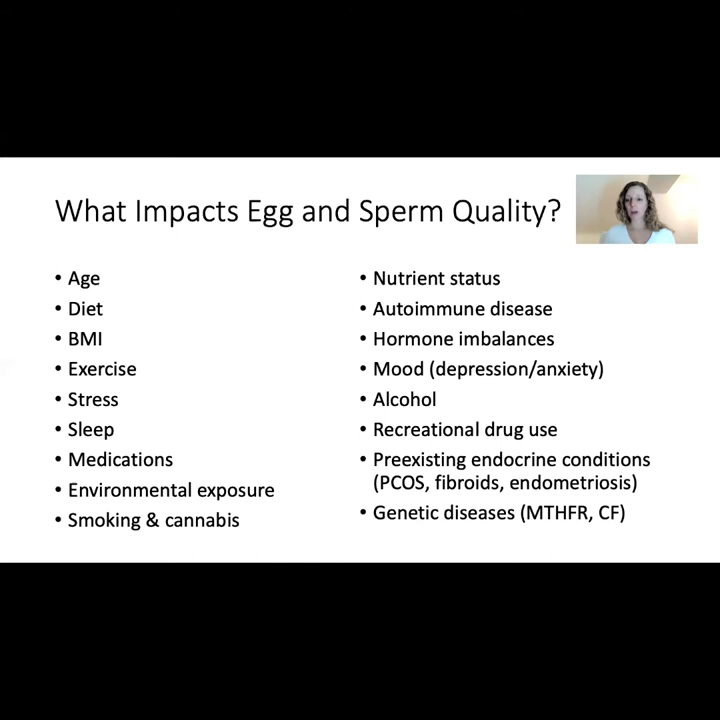 What Impacts Egg and Sperm Quality?
• Age
• Diet
• BMI
• Exercise
• Stress
• Sleep
• Medications
• Environmental exposure
• Smoking & cannabis
• Nutrient status
• Autoimmune disease
• Hormone imbalances
• Mood (depression/anxiety)
• Alcohol
• Recreational drug use
• Preexisting endocrine conditions
(PCOS, fibroids, endometriosis)
• Genetic diseases (MTHFR, CF)